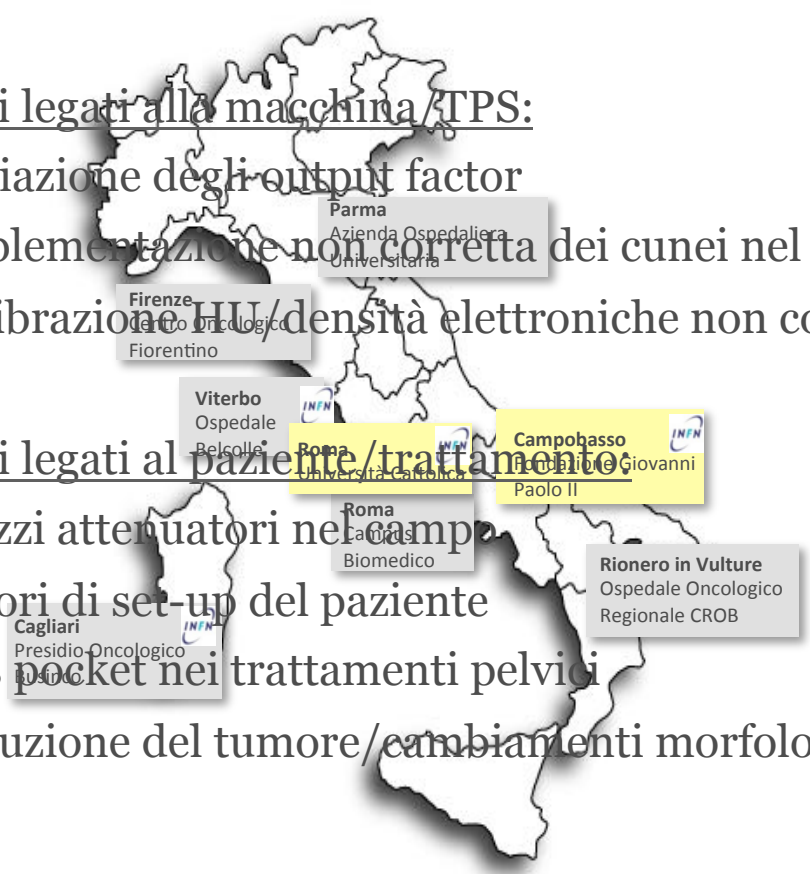 i legati alla macchina/TPS:
iazione degli output factor
plementazione non corretta dei cunei nel
ibrazione HU/densità elettroniche non co
i legati al paziente/trattamento:
zzi attenuatori nel campo
ori di set-up del paziente
s pocket nei trattamenti pelvici
uzione del tumore/cambiamenti morfolo
Parma
Azienda Ospedaliera
Universitaria
Firenze
Centro Oncologico
Fiorentino
Viterbo
Ospedale
Belcolle
INFN
Roma
Università Cattolica
INFN
Campobasso
Fondazione Giovanni
Paolo II
INFN
Roma
Campus
Biomedico
Rionero in Vulture
Ospedale Oncologico
Regionale CROB
Cagliari
Presidio Oncologico
Businco
INFN